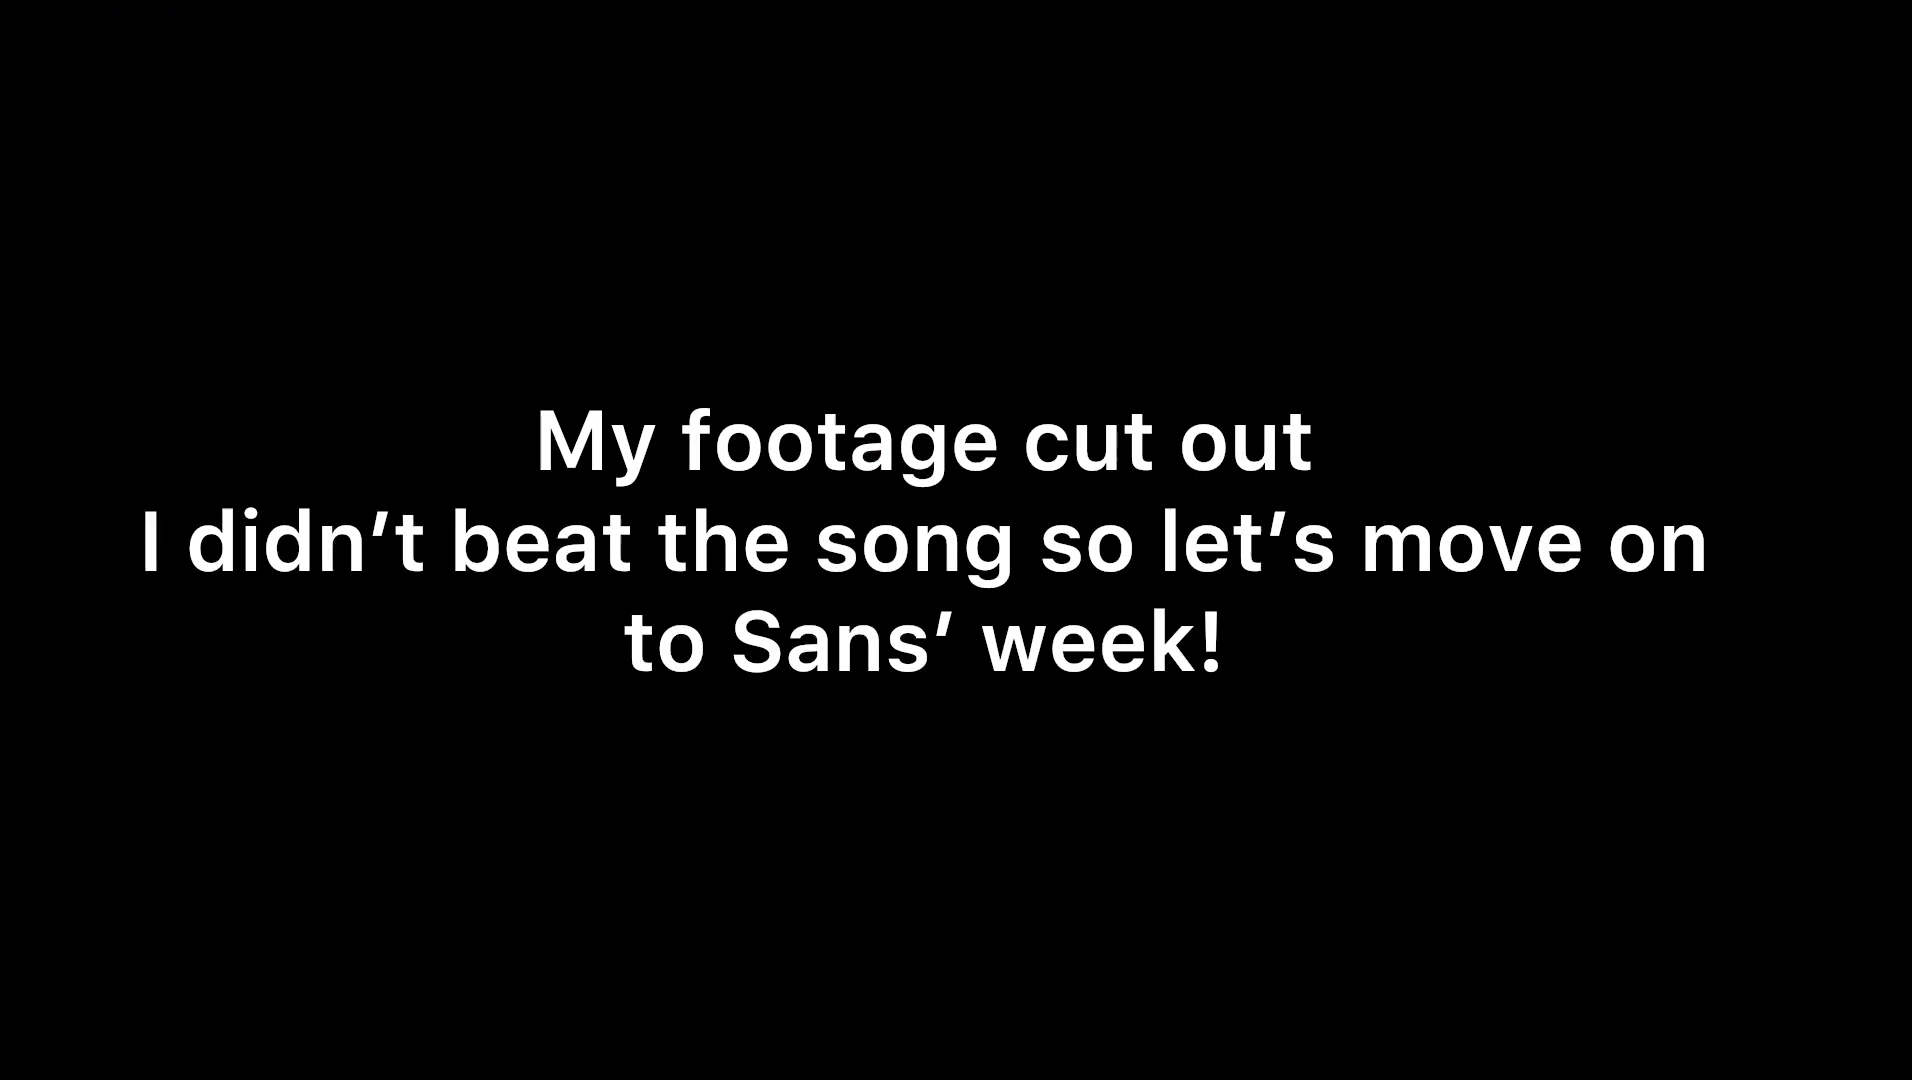 My footage cut out
I didn’t beat the song so let’s move on
to Sans’ week!